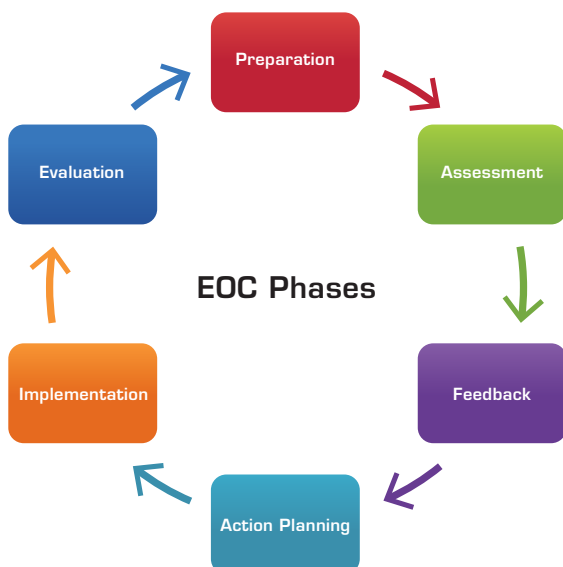 Preparation
Assessment
Feedback
Action Planning
Implementation
Evaluation
EOC Phases